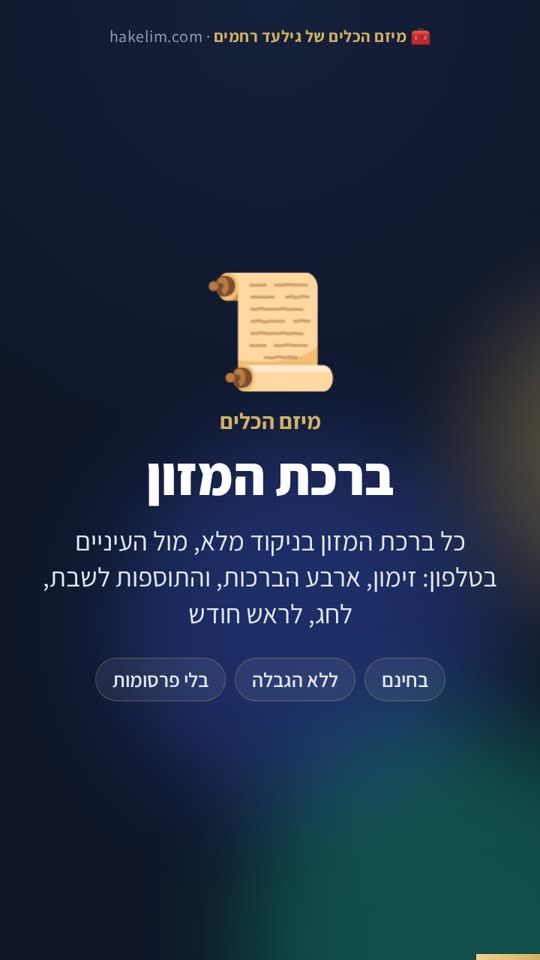 🧰 מיזם הכלים של גילעד רחמים · hakelim.com
מיזם הכלים
ברכת המזון
כל ברכת המזון בניקוד מלא, מול העיניים
בטלפון: זימון, ארבע הברכות, והתוספות לשבת,
לחג, לראש חודש
בחינם
ללא הגבלה
בלי פרסומות